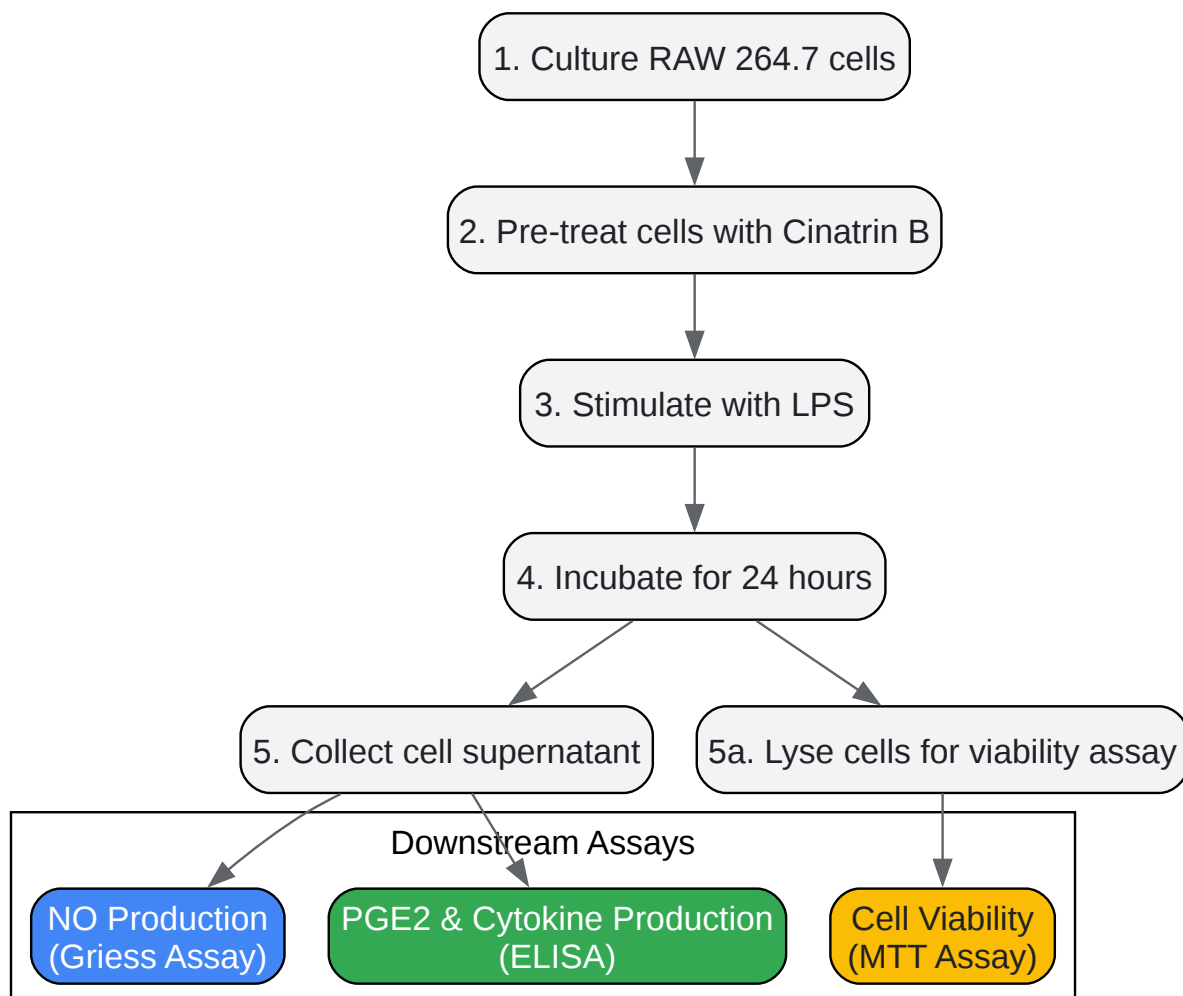 1. Culture RAW 264.7 cells
2. Pre-treat cells with Cinatrin B
3. Stimulate with LPS
4. Incubate for 24 hours
5. Collect cell supernatant
5a. Lyse cells for viability assay
Downstream Assays
NO Production
(Griess Assay)
PGE2 & Cytokine Production
(ELISA)
Cell Viability
(MTT Assay)